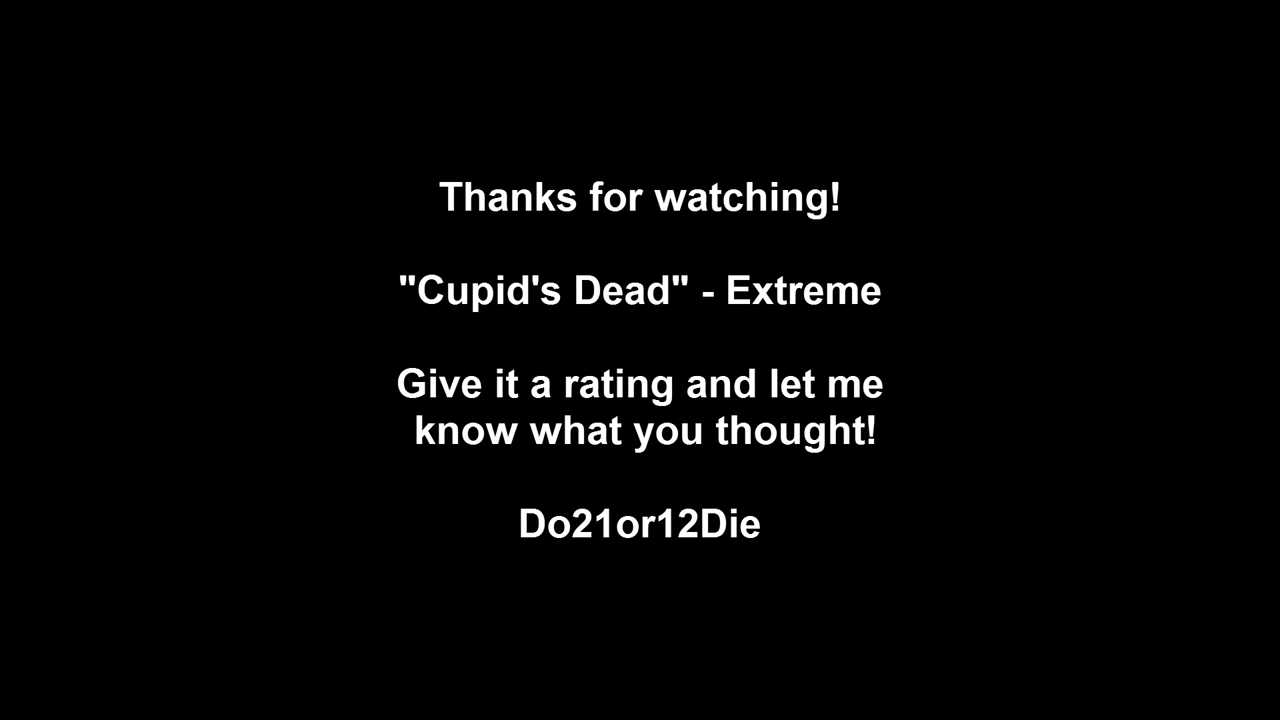 Thanks for watching!
"Cupid's Dead" - Extreme
Give it a rating and let me
know what you thought!
Do21or12Die